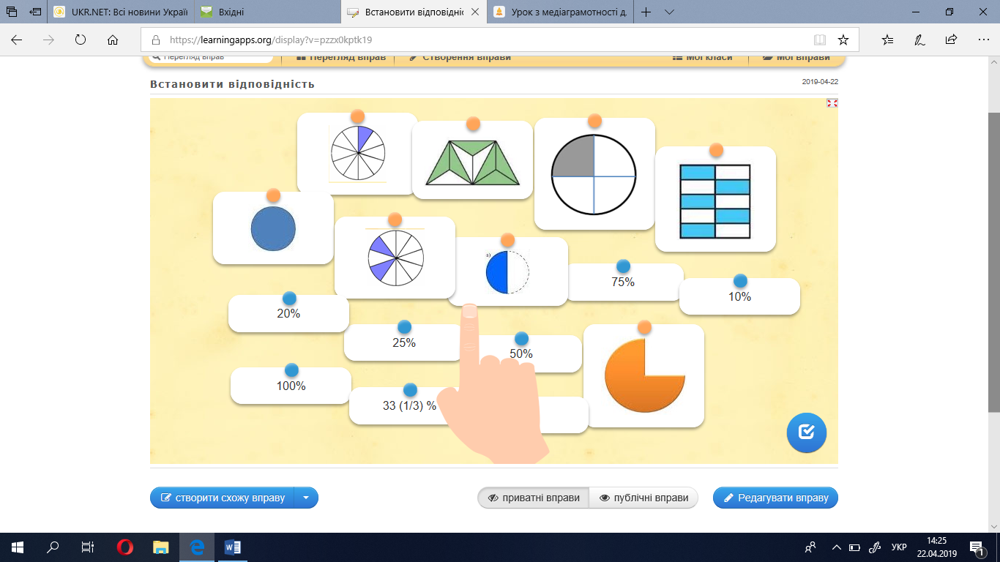 UKR.NET: Всі новини Украї
Вхідні
Встановити відповідніс
Урок з медіаграмотності д
https://learningapps.org/display?v=pzzx0kptk19
Перегляд вправ
Перегляд вправ
Створення вправи
Мої класи
Мої вправи
Встановити відповідність
2019-04-22
а)
75%
10%
20%
25%
50%
100%
33 (1/3) %
створити схожу вправу
приватні вправи
публічні вправи
Редагувати вправу
УКР
14:25
22.04.2019
1